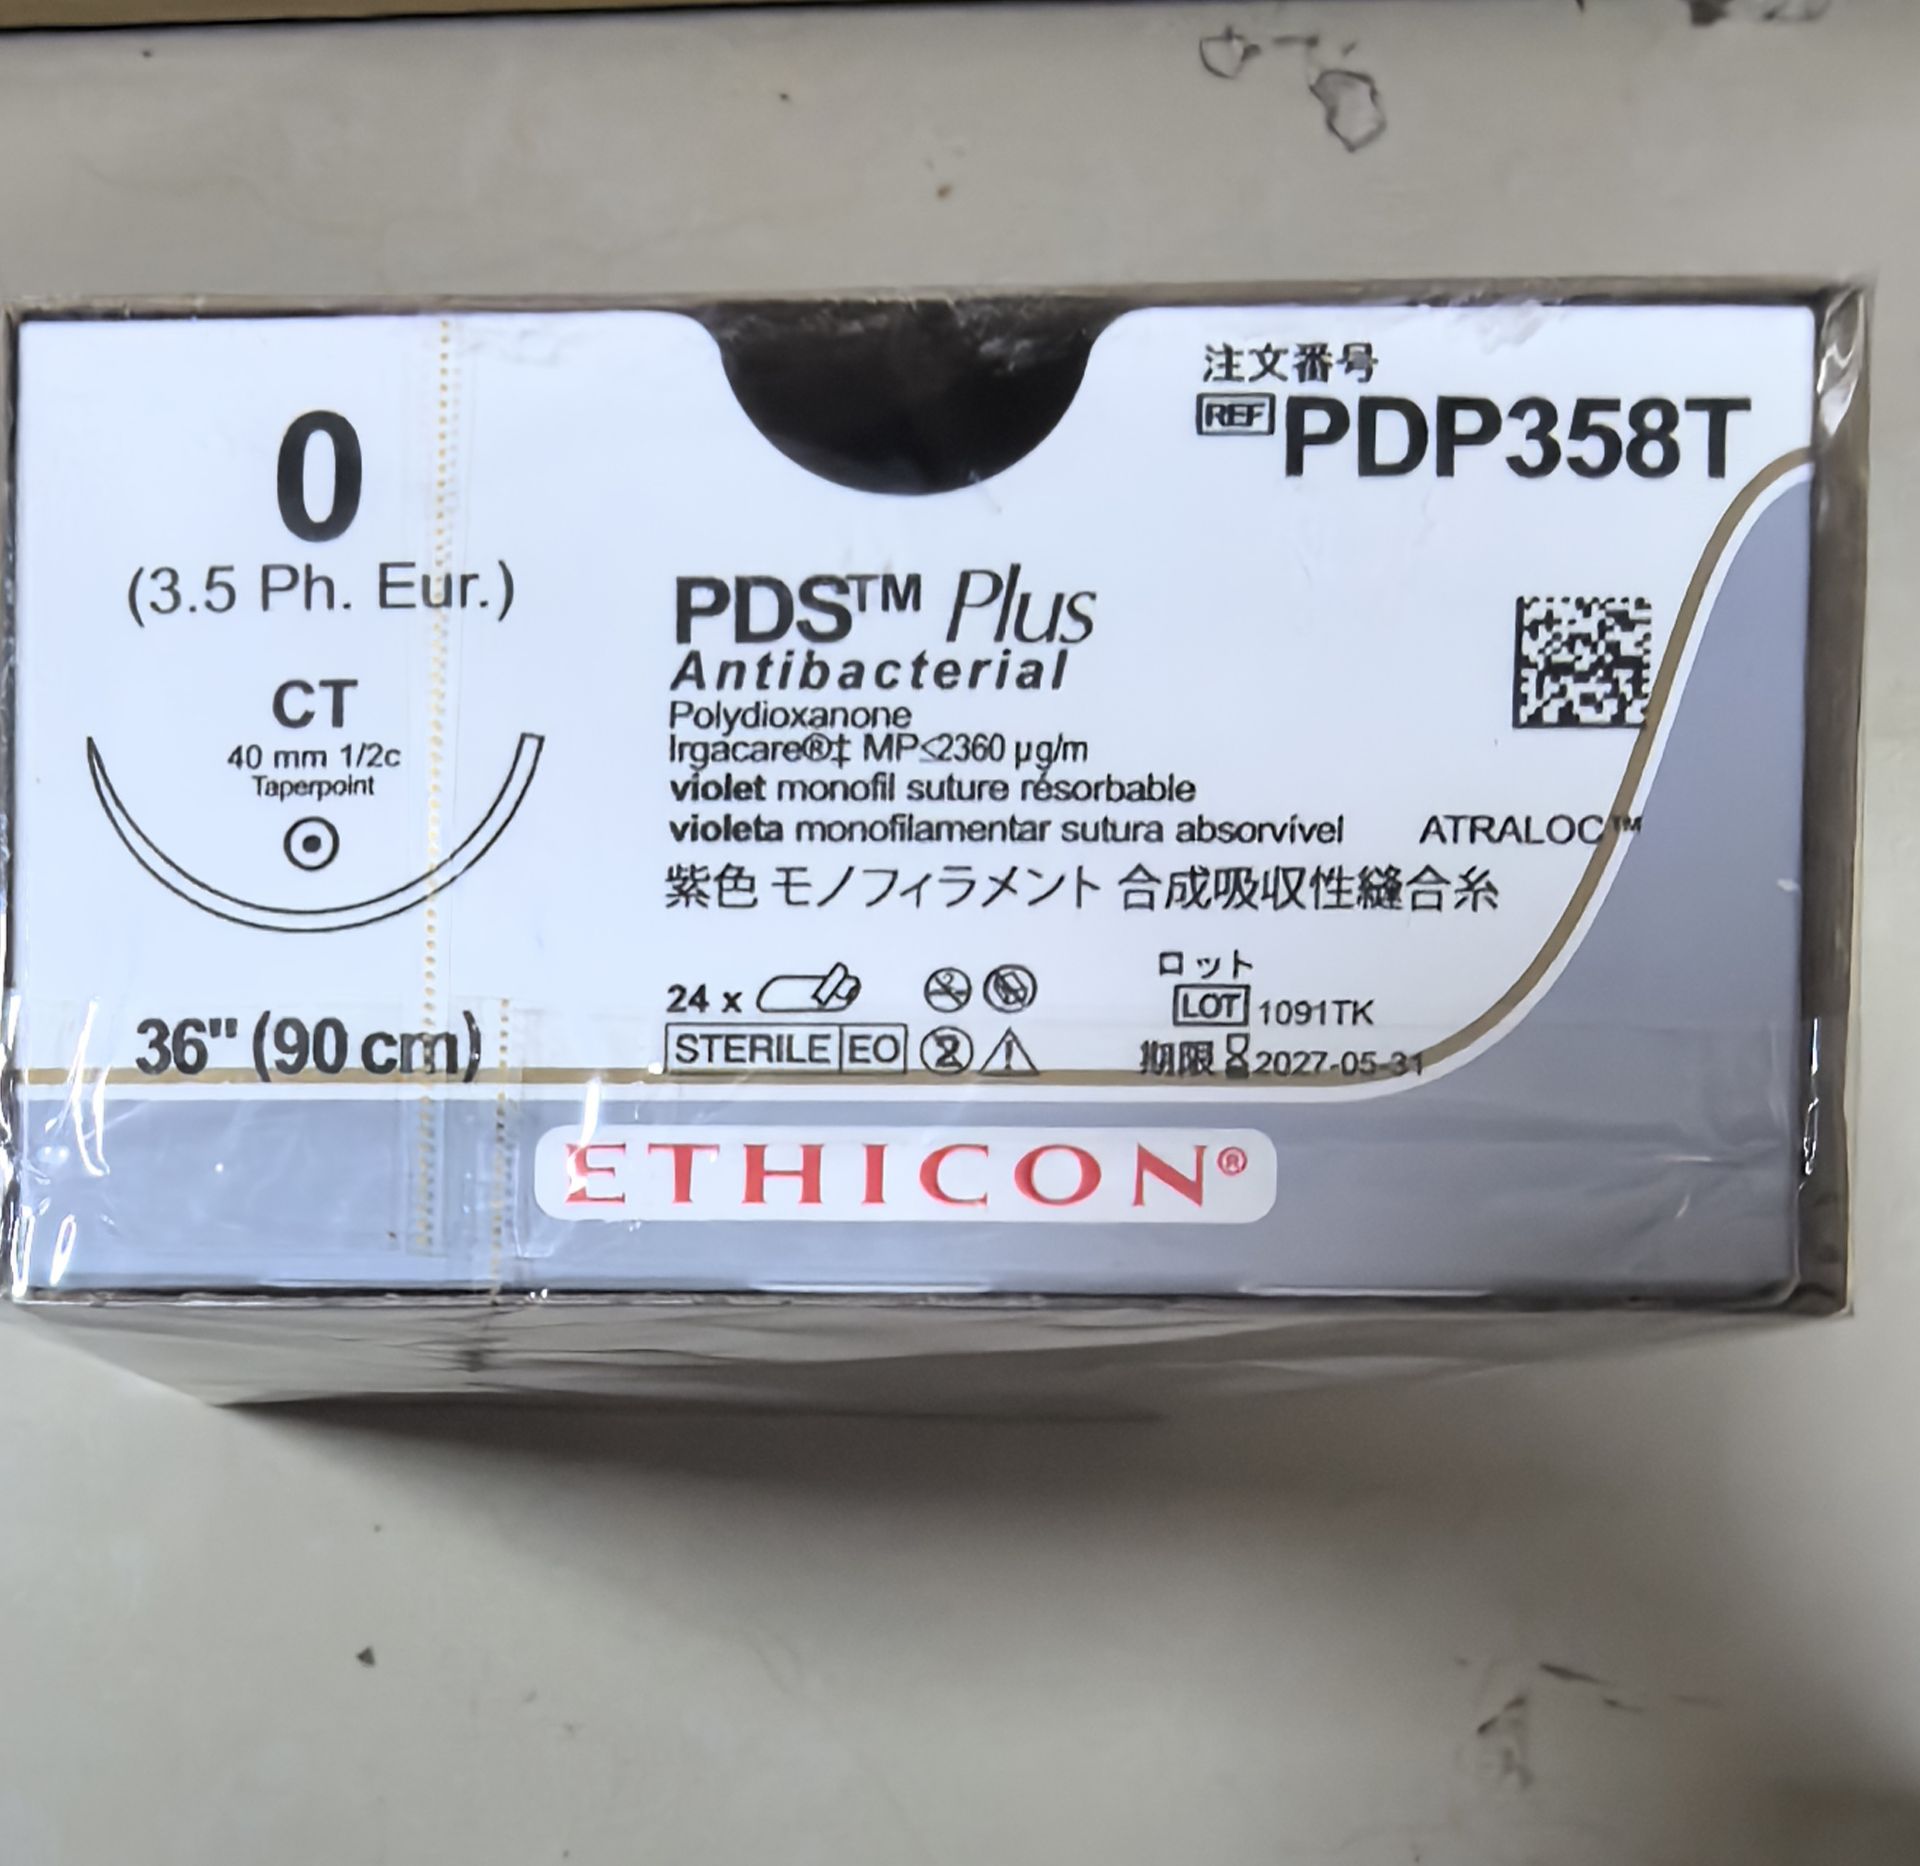 0
(3.5 Ph. Eur.)
CT
40 mm 1/2c
Taperpoint
36" (90 cm)
注文番号
REF PDP358T
PDS™ Plus
Antibacterial
Polydioxanone
Irgacare®‡ MP≤2360 µg/m
violet monofil suture résorbable
violeta monofilamentar sutura absorvível ATRALOC™
紫色 モノフィラメント 合成吸収性縫合糸
24 x
STERILE EO
ロット
LOT 1091TK
期限 2027-05-31
ETHICON®